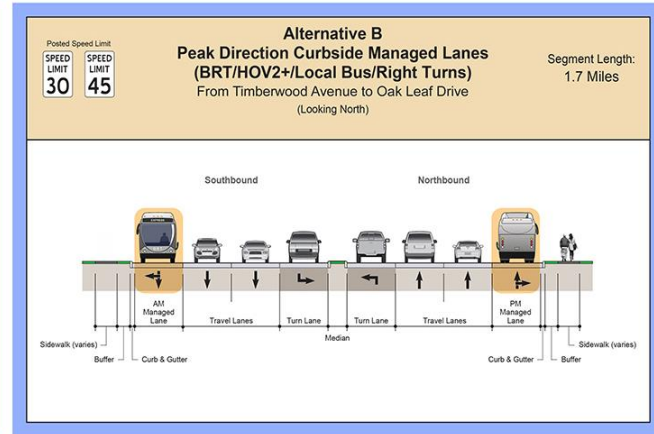 Posted Speed Limit
SPEED
LIMIT
30
SPEED
LIMIT
45
Alternative B
Peak Direction Curbside Managed Lanes
(BRT/HOV2+/Local Bus/Right Turns)
From Timberwood Avenue to Oak Leaf Drive
(Looking North)
Segment Length:
1.7 Miles
Southbound
Northbound
AM
Managed
Lane
Travel Lanes
Turn Lane
Median
Turn Lane
Travel Lanes
PM
Managed
Lane
Sidewalk (varies)
Buffer
Curb & Gutter
Curb & Gutter
Buffer
Sidewalk (varies)